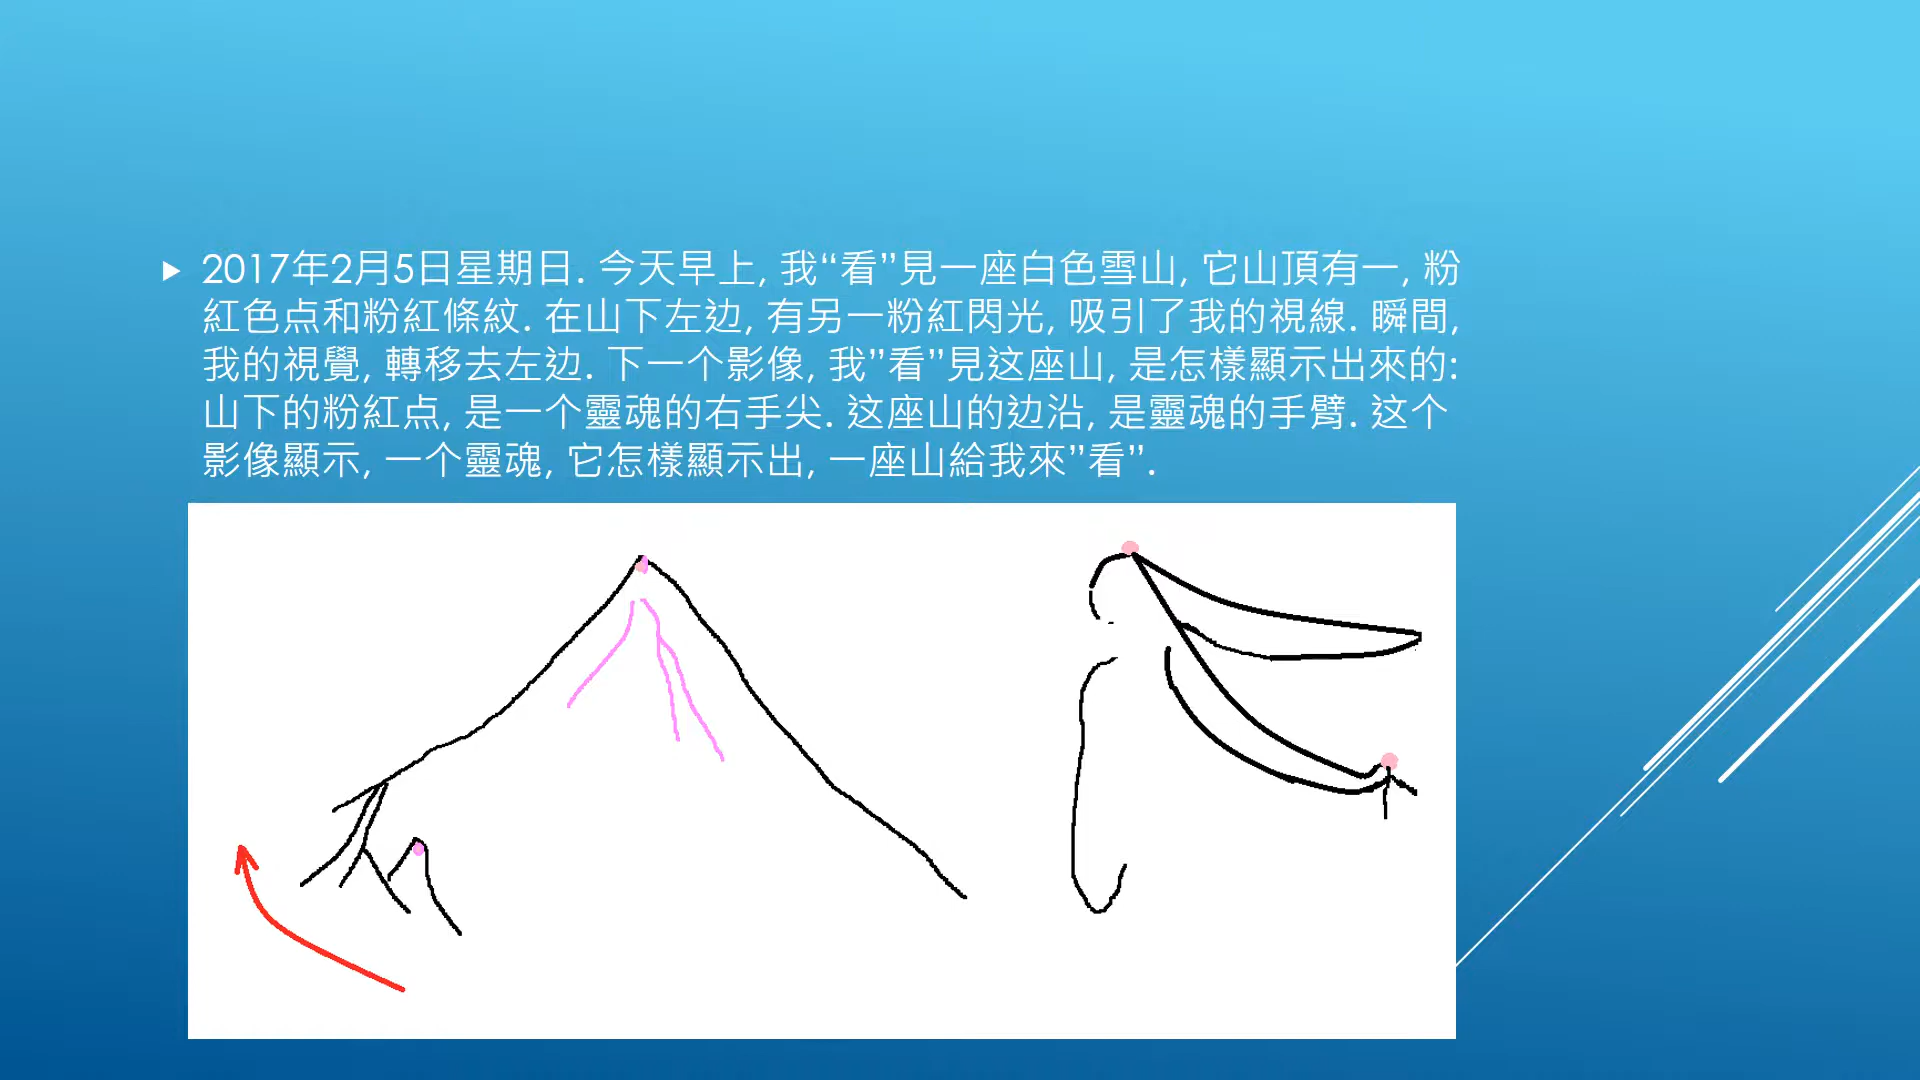 2017年2月5日星期日. 今天早上, 我“看”見一座白色雪山, 它山頂有一, 粉
紅色点和粉紅條紋. 在山下左边, 有另一粉紅閃光, 吸引了我的視線. 瞬間,
我的視覺, 轉移去左边. 下一个影像, 我”看”見这座山, 是怎樣顯示出來的:
山下的粉紅点, 是一个靈魂的右手尖. 这座山的边沿, 是靈魂的手臂. 这个
影像顯示, 一个靈魂, 它怎樣顯示出, 一座山給我來”看”.